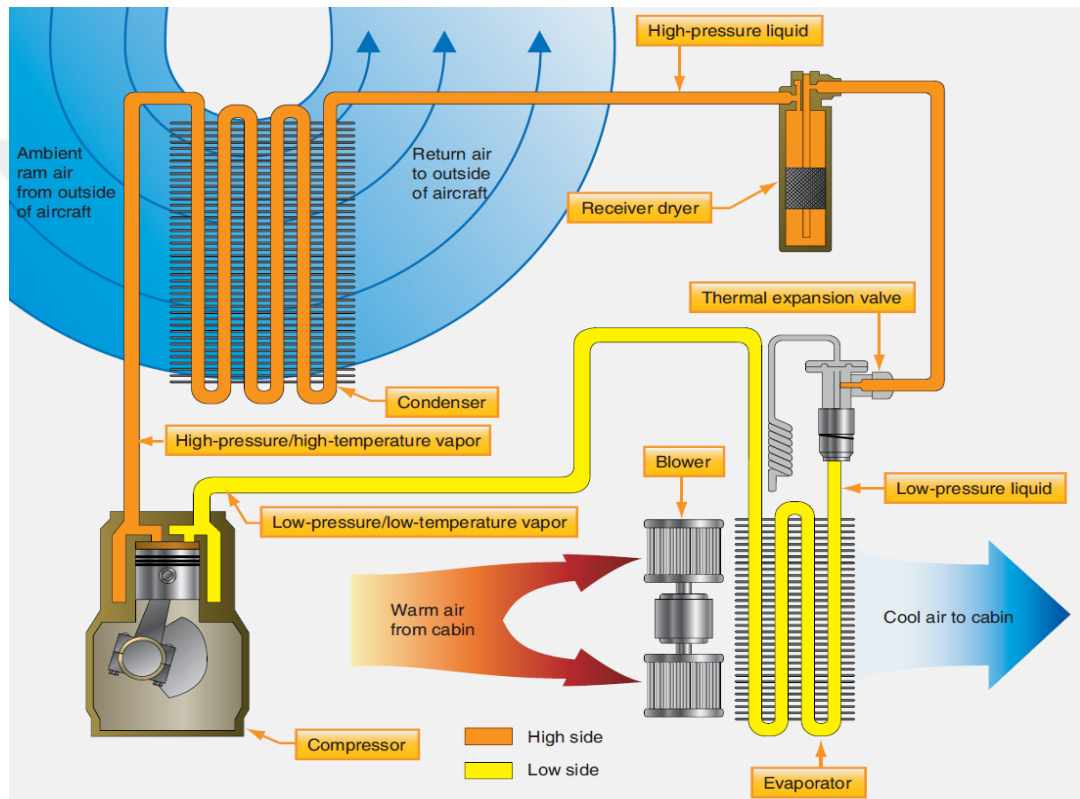 High-pressure liquid
Ambient
ram air
from outside
of aircraft
Return air
to outside
of aircraft
Receiver dryer
Thermal expansion valve
Condenser
High-pressure/high-temperature vapor
Blower
Low-pressure liquid
Low-pressure/low-temperature vapor
Warm air
from cabin
Cool air to cabin
Compressor
High side
Low side
Evaporator